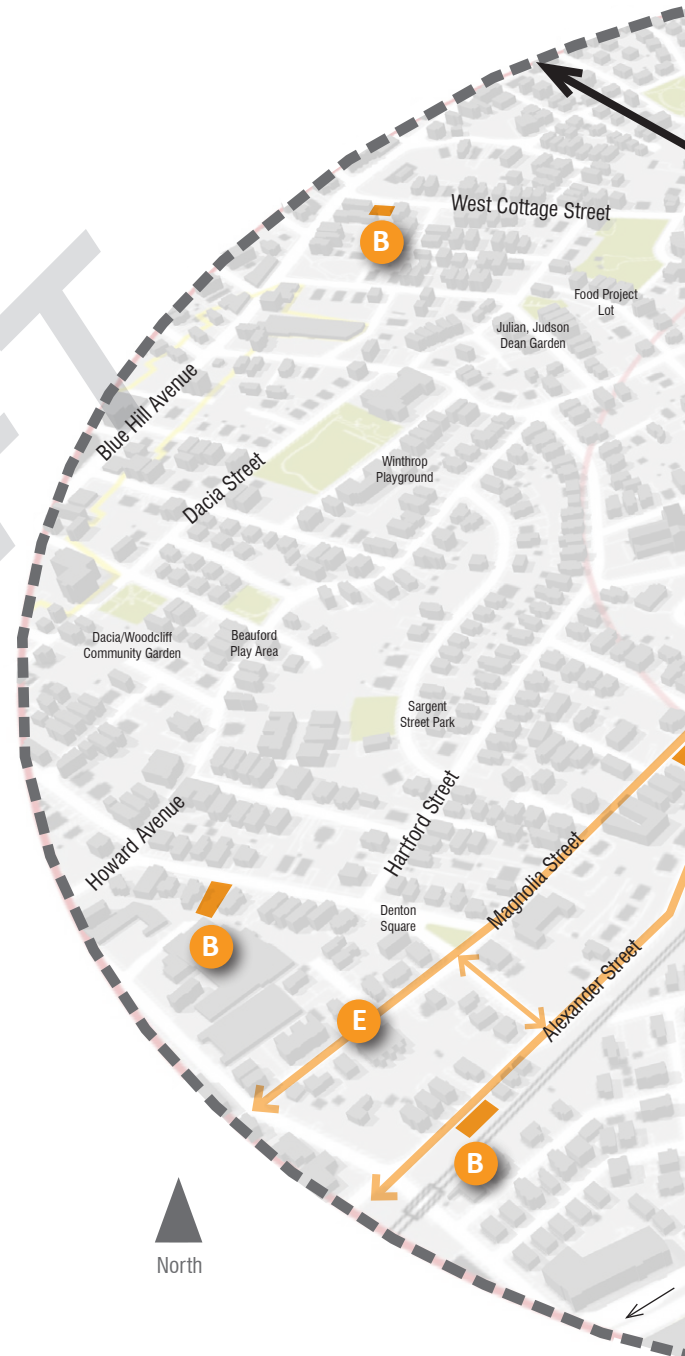 West Cottage Street
B
Food Project
Lot
Julian, Judson
Dean Garden
Blue Hill Avenue
Winthrop
Playground
Dacia Street
Dacia/Woodcliff
Community Garden
Beauford
Play Area
Sargent
Street Park
Hartford Street
Howard Avenue
Magnolia Street
Denton
Square
B
Alexander Street
E
B
North
FT